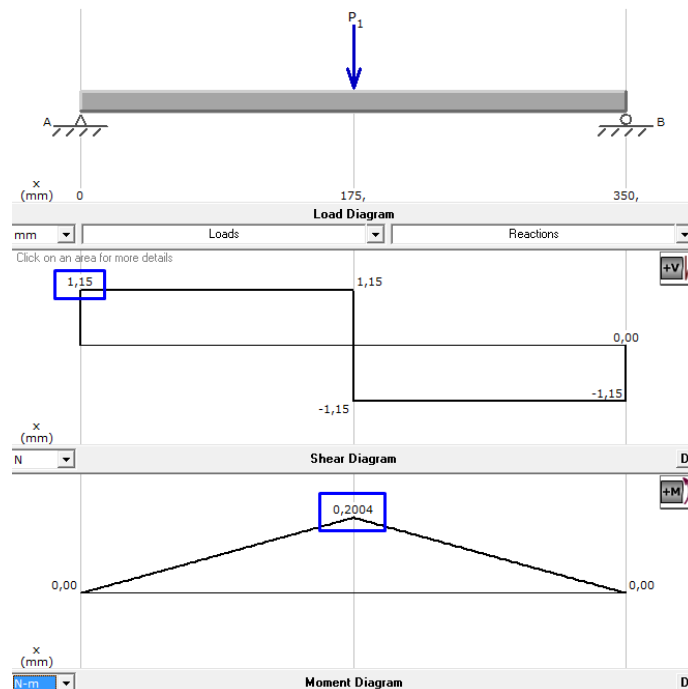 P1
A B
x
(mm) 0 175, 350,
Load Diagram
mm Loads Reactions
Click on an area for more details
+V
1,15 1,15
0,00
-1,15 -1,15
x
(mm)
N Shear Diagram D
+M
0,2004
0,00 0,00
x
(mm)
N-m Moment Diagram D